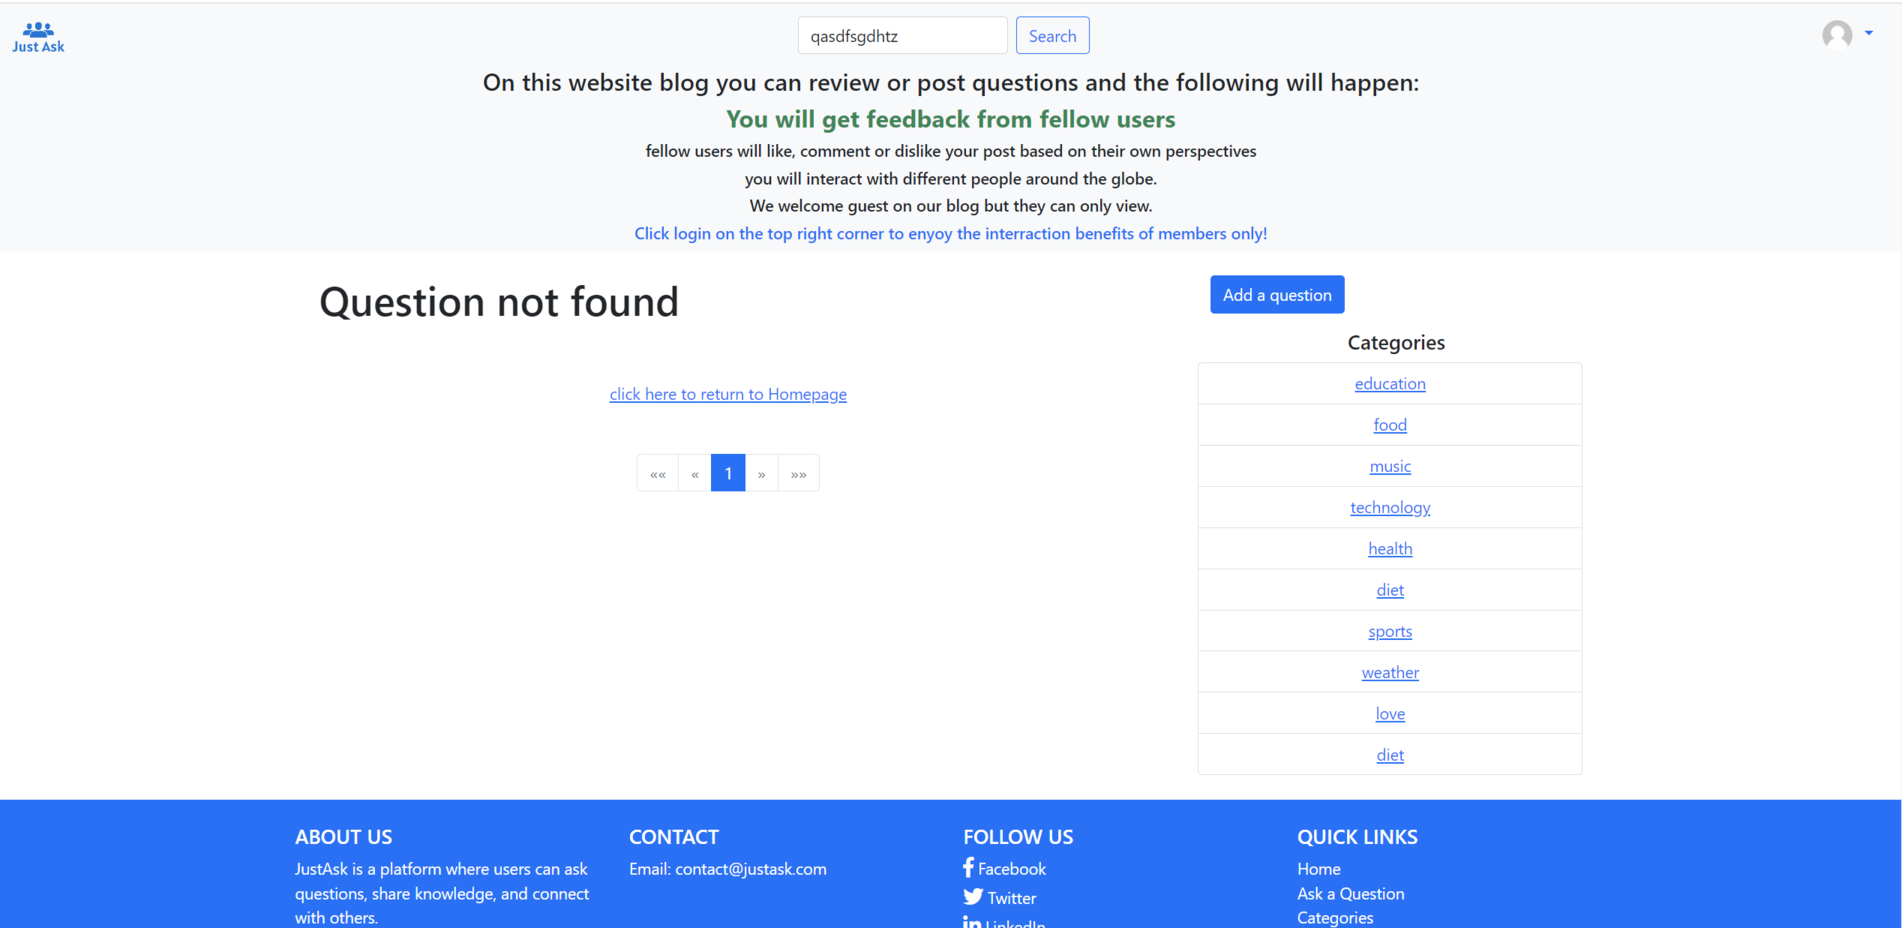 Just Ask
qasdfsgdhtz
Search
On this website blog you can review or post questions and the following will happen:
You will get feedback from fellow users
fellow users will like, comment or dislike your post based on their own perspectives
you will interact with different people around the globe.
We welcome guest on our blog but they can only view.
Click login on the top right corner to enyoy the interraction benefits of members only!
Question not found
click here to return to Homepage
«« « 1 » »»
Add a question
Categories
education
food
music
technology
health
diet
sports
weather
love
diet
ABOUT US
JustAsk is a platform where users can ask
questions, share knowledge, and connect
with others.
CONTACT
Email: contact@justask.com
FOLLOW US
Facebook
Twitter
LinkedIn
QUICK LINKS
Home
Ask a Question
Categories